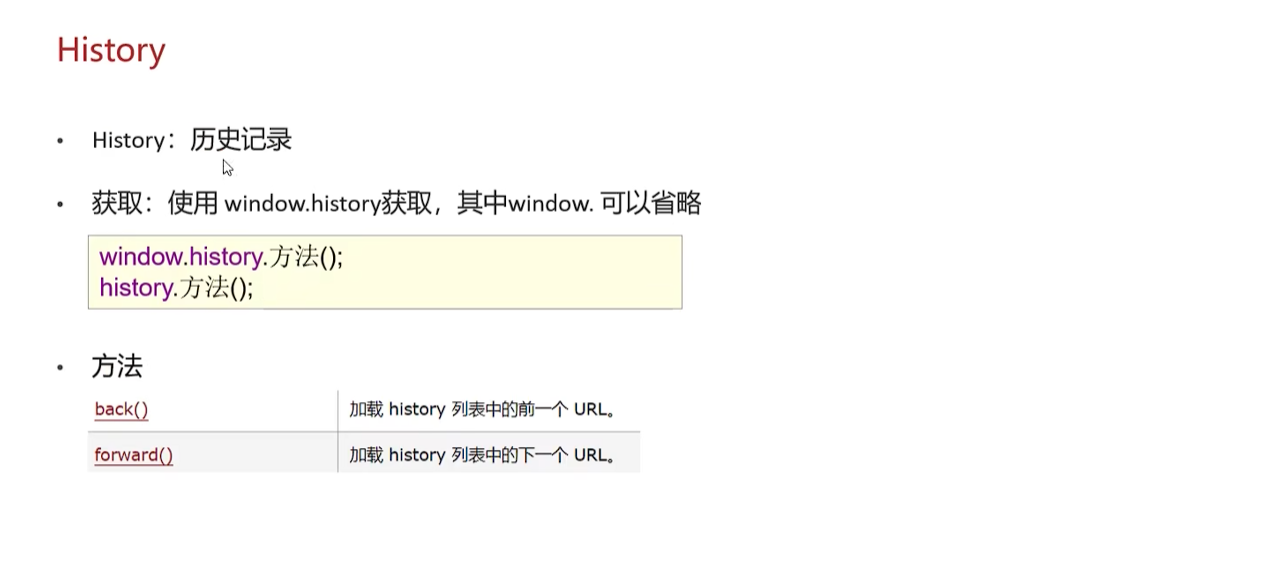 History
• History：历史记录
• 获取：使用 window.history获取，其中window. 可以省略
window.history.方法();
history.方法();
• 方法
back() 加载 history 列表中的前一个 URL。
forward() 加载 history 列表中的下一个 URL。